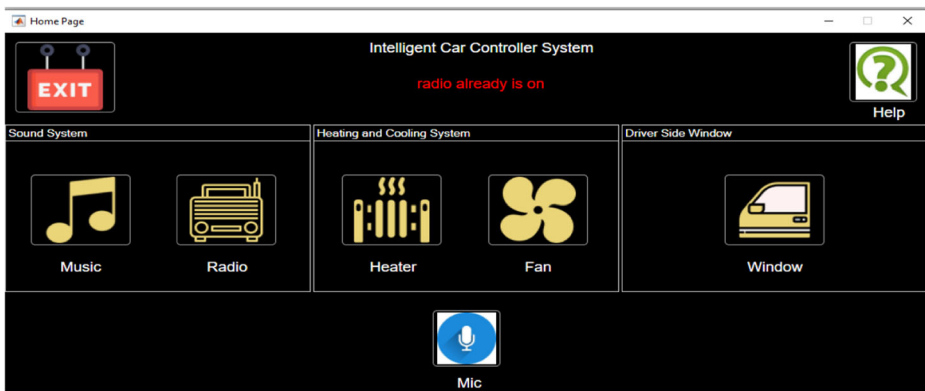 Home Page
Intelligent Car Controller System
radio already is on
EXIT
Help
Sound System
Heating and Cooling System
Driver Side Window
Music
Radio
Heater
Fan
Window
Mic